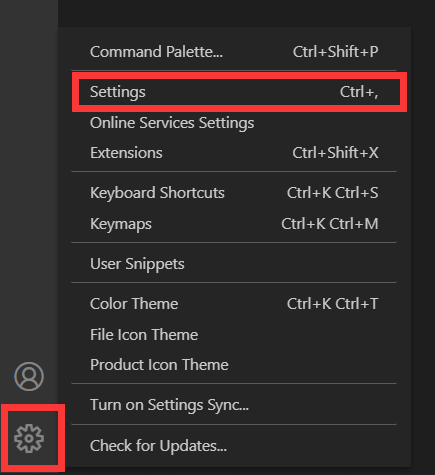 Command Palette... Ctrl+Shift+P
Settings Ctrl+,
Online Services Settings
Extensions Ctrl+Shift+X
Keyboard Shortcuts Ctrl+K Ctrl+S
Keymaps Ctrl+K Ctrl+M
User Snippets
Color Theme Ctrl+K Ctrl+T
File Icon Theme
Product Icon Theme
Turn on Settings Sync...
Check for Updates...